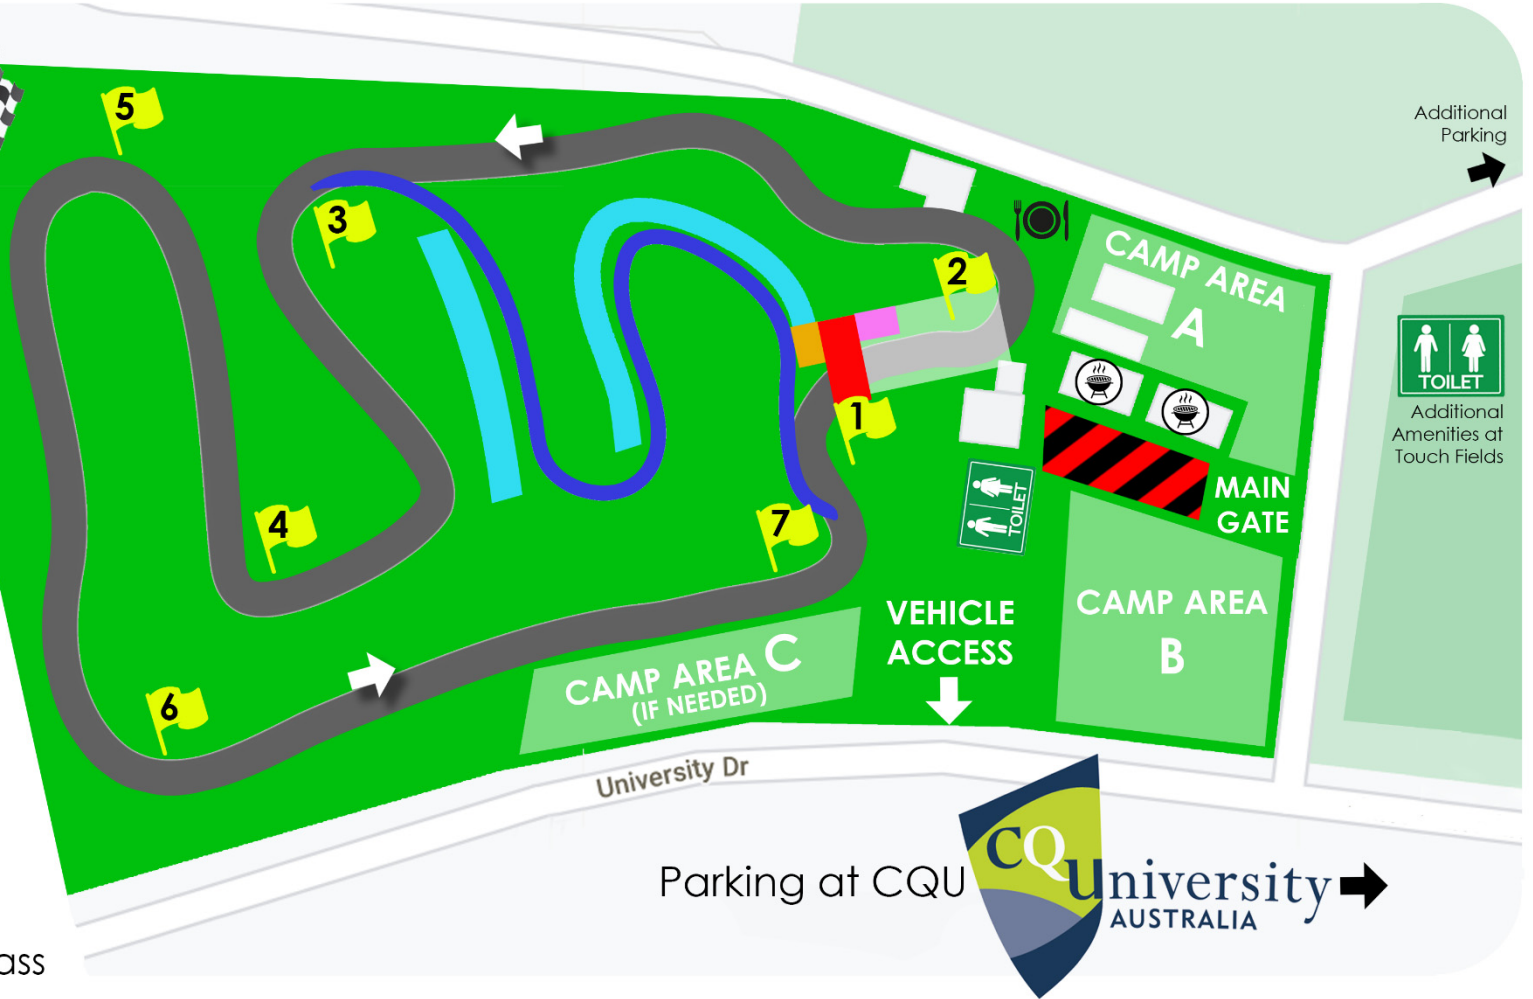 5
Additional
Parking
3
2
CAMP AREA
A
TOILET
Additional
Amenities at
Touch Fields
1
MAIN
GATE
TOILET
4
7
VEHICLE
ACCESS
CAMP AREA
B
CAMP AREA C
(IF NEEDED)
6
University Dr
Parking at CQU
CQUniversity
AUSTRALIA